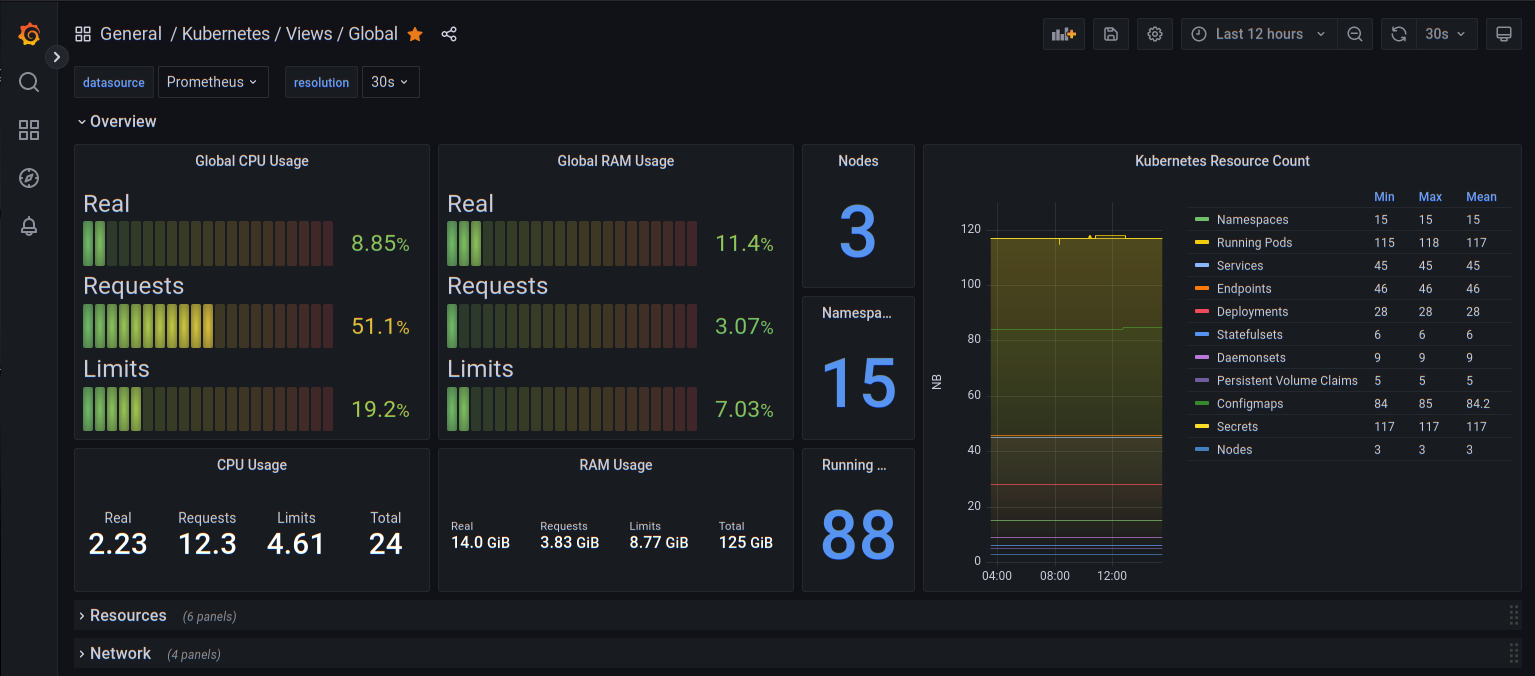 General / Kubernetes / Views / Global
Last 12 hours
30s
datasource Prometheus resolution 30s
Overview
Global CPU Usage
Real
8.85%
Requests
51.1%
Limits
19.2%
Global RAM Usage
Real
11.4%
Requests
3.07%
Limits
7.03%
Nodes
3
Namespa...
15
Running ...
88
CPU Usage
Real Requests Limits Total
2.23 12.3 4.61 24
RAM Usage
Real Requests Limits Total
14.0 GiB 3.83 GiB 8.77 GiB 125 GiB
Kubernetes Resource Count
NB
120
100
80
60
40
20
0
04:00 08:00 12:00
Min Max Mean
Namespaces 15 15 15
Running Pods 115 118 117
Services 45 45 45
Endpoints 46 46 46
Deployments 28 28 28
Statefulsets 6 6 6
Daemonsets 9 9 9
Persistent Volume Claims 5 5 5
Configmaps 84 85 84.2
Secrets 117 117 117
Nodes 3 3 3
Resources (6 panels)
Network (4 panels)